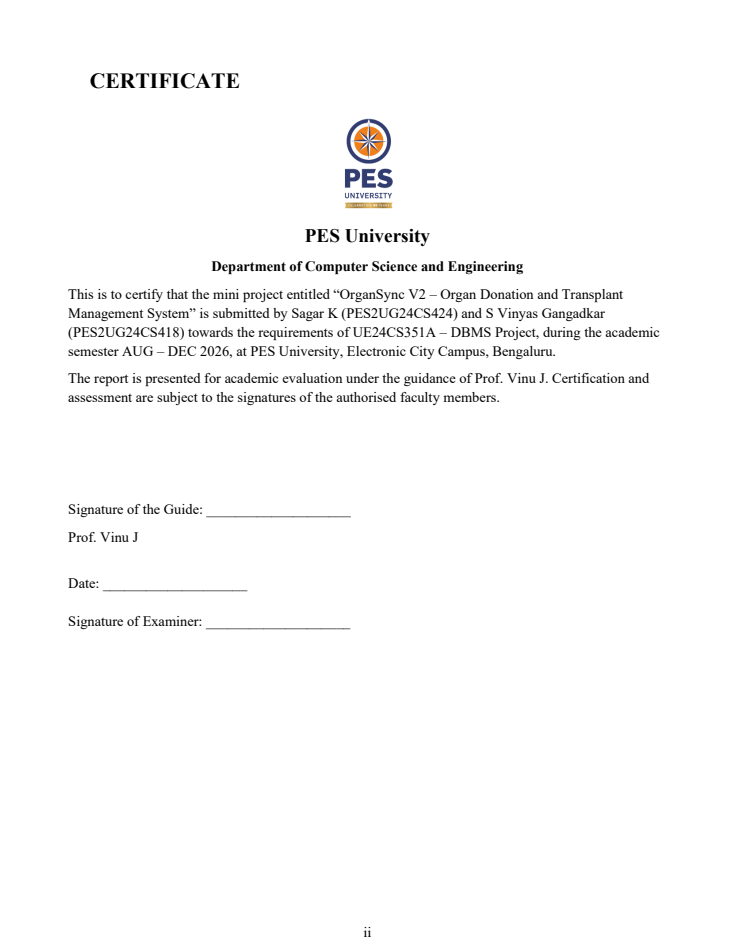 CERTIFICATE
PES
UNIVERSITY
PES University
Department of Computer Science and Engineering
This is to certify that the mini project entitled “OrganSync V2 – Organ Donation and Transplant
Management System” is submitted by Sagar K (PES2UG24CS424) and S Vinyas Gangadkar
(PES2UG24CS418) towards the requirements of UE24CS351A – DBMS Project, during the academic
semester AUG – DEC 2026, at PES University, Electronic City Campus, Bengaluru.
The report is presented for academic evaluation under the guidance of Prof. Vinu J. Certification and
assessment are subject to the signatures of the authorised faculty members.
Signature of the Guide: ____________________
Prof. Vinu J
Date: ____________________
Signature of Examiner: ____________________
ii